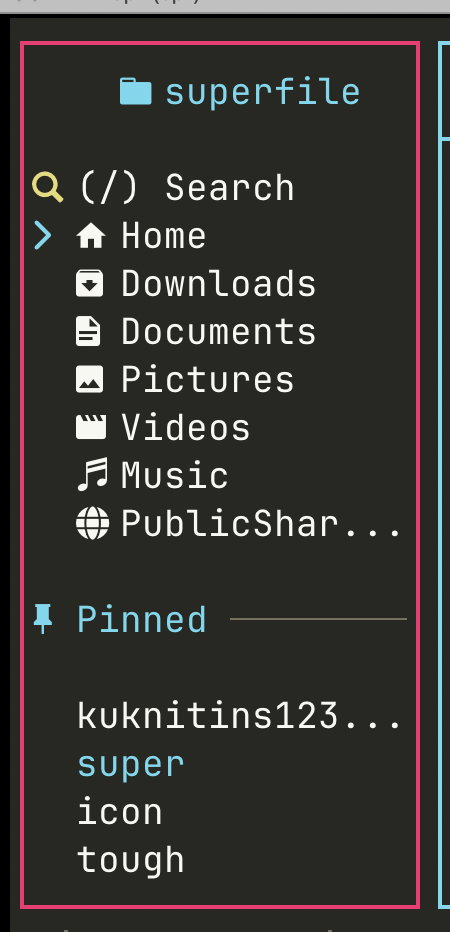 superfile
(/) Search
Home
Downloads
Documents
Pictures
Videos
Music
PublicShar...
Pinned
kuknitins123...
super
icon
tough